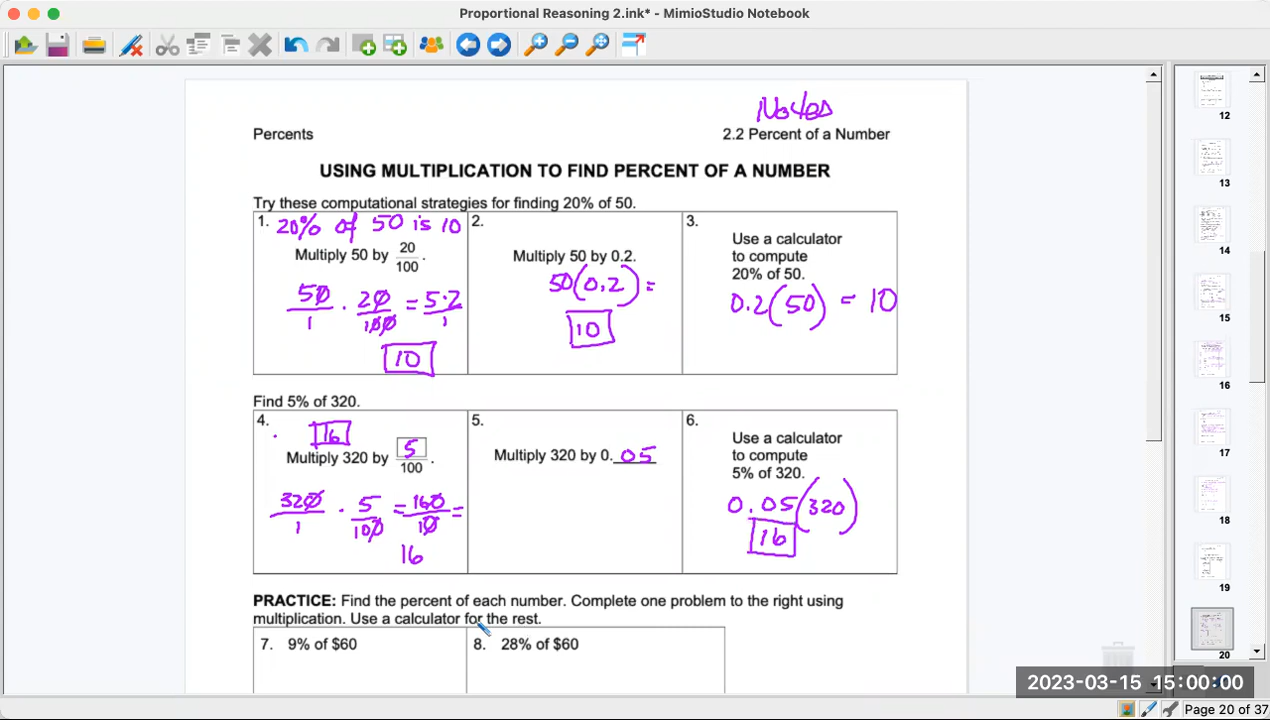 Proportional Reasoning 2.ink* - MimioStudio Notebook
Notes
Percents
2.2 Percent of a Number
USING MULTIPLICATION TO FIND PERCENT OF A NUMBER
Try these computational strategies for finding 20% of 50.
1. 20% of 50 is 10
Multiply 50 by 20/100.
50/1 · 20/100 = 5·2/1
10
2.
Multiply 50 by 0.2.
50(0.2) =
10
3.
Use a calculator
to compute
20% of 50.
0.2(50) = 10
Find 5% of 320.
4.
16
Multiply 320 by 5/100.
320/1 · 5/100 = 160/10 =
16
5.
Multiply 320 by 0.05
6.
Use a calculator
to compute
5% of 320.
0.05(320)
16
PRACTICE: Find the percent of each number. Complete one problem to the right using
multiplication. Use a calculator for the rest.
7. 9% of $60
8. 28% of $60
12
13
14
15
16
17
18
19
20
2023-03-15 15:00:00
Page 20 of 37